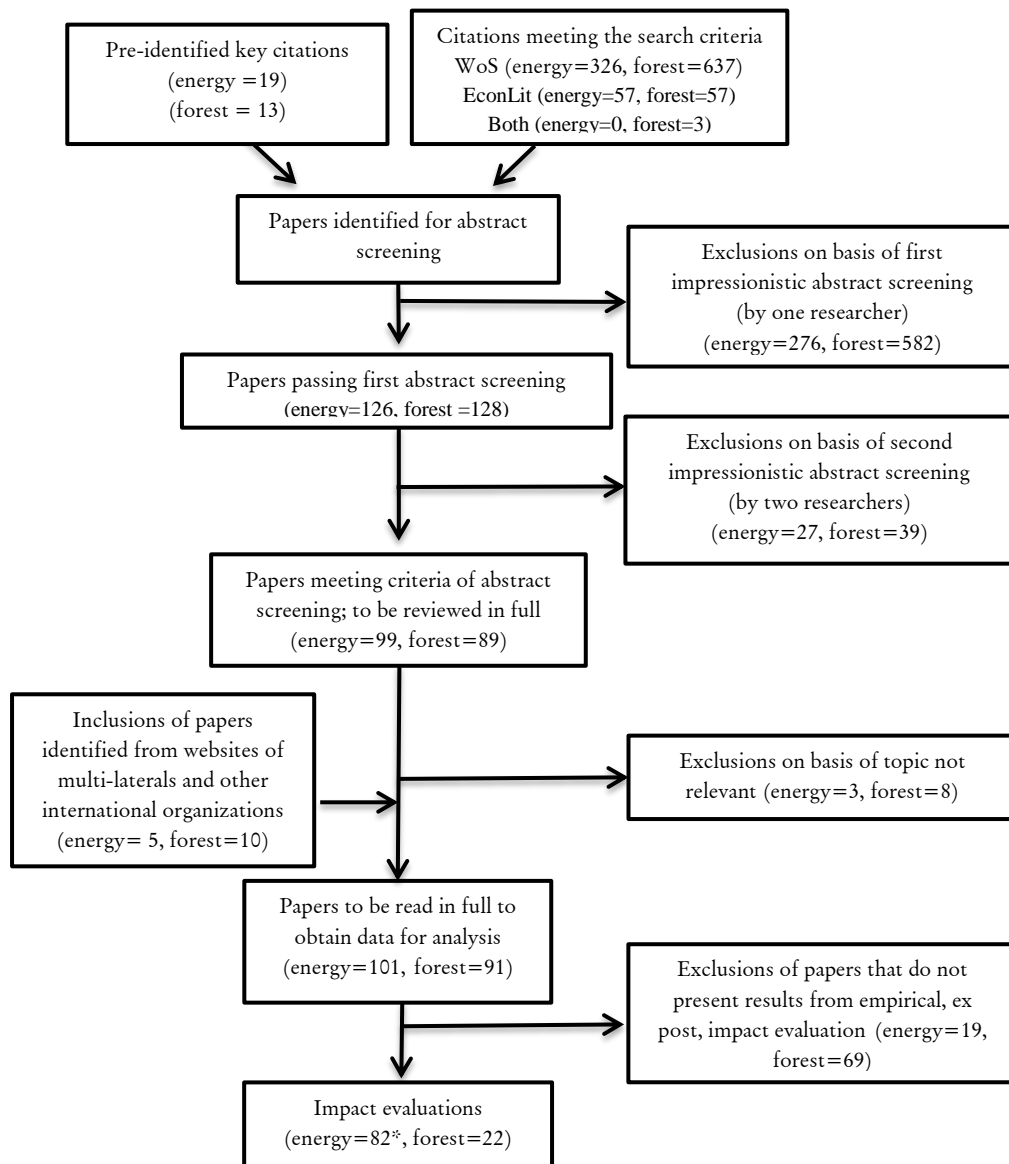 Pre-identified key citations
(energy =19)
(forest = 13)
Citations meeting the search criteria
WoS (energy=326, forest=637)
EconLit (energy=57, forest=57)
Both (energy=0, forest=3)
Papers identified for abstract
screening
Exclusions on basis of first
impressionistic abstract screening
(by one researcher)
(energy=276, forest=582)
Papers passing first abstract screening
(energy=126, forest =128)
Exclusions on basis of second
impressionistic abstract screening
(by two researchers)
(energy=27, forest=39)
Papers meeting criteria of abstract
screening; to be reviewed in full
(energy=99, forest=89)
Inclusions of papers
identified from websites of
multi-laterals and other
international organizations
(energy= 5, forest=10)
Exclusions on basis of topic not
relevant (energy=3, forest=8)
Papers to be read in full to
obtain data for analysis
(energy=101, forest=91)
Exclusions of papers that do not
present results from empirical, ex
post, impact evaluation (energy=19,
forest=69)
Impact evaluations
(energy=82*, forest=22)